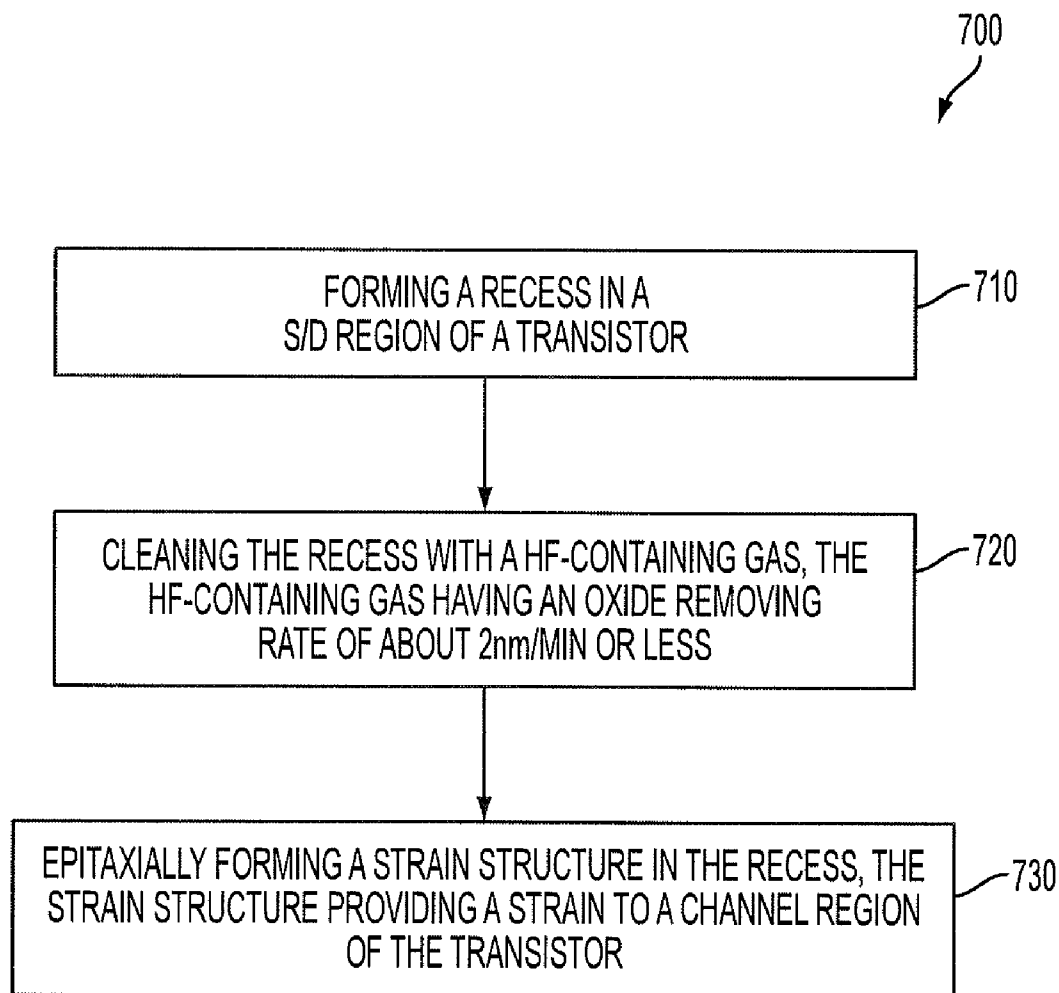 700
FORMING A RECESS IN A
S/D REGION OF A TRANSISTOR
710
CLEANING THE RECESS WITH A HF-CONTAINING GAS, THE
HF-CONTAINING GAS HAVING AN OXIDE REMOVING
RATE OF ABOUT 2nm/MIN OR LESS
720
EPITAXIALLY FORMING A STRAIN STRUCTURE IN THE RECESS, THE
STRAIN STRUCTURE PROVIDING A STRAIN TO A CHANNEL REGION
OF THE TRANSISTOR
730